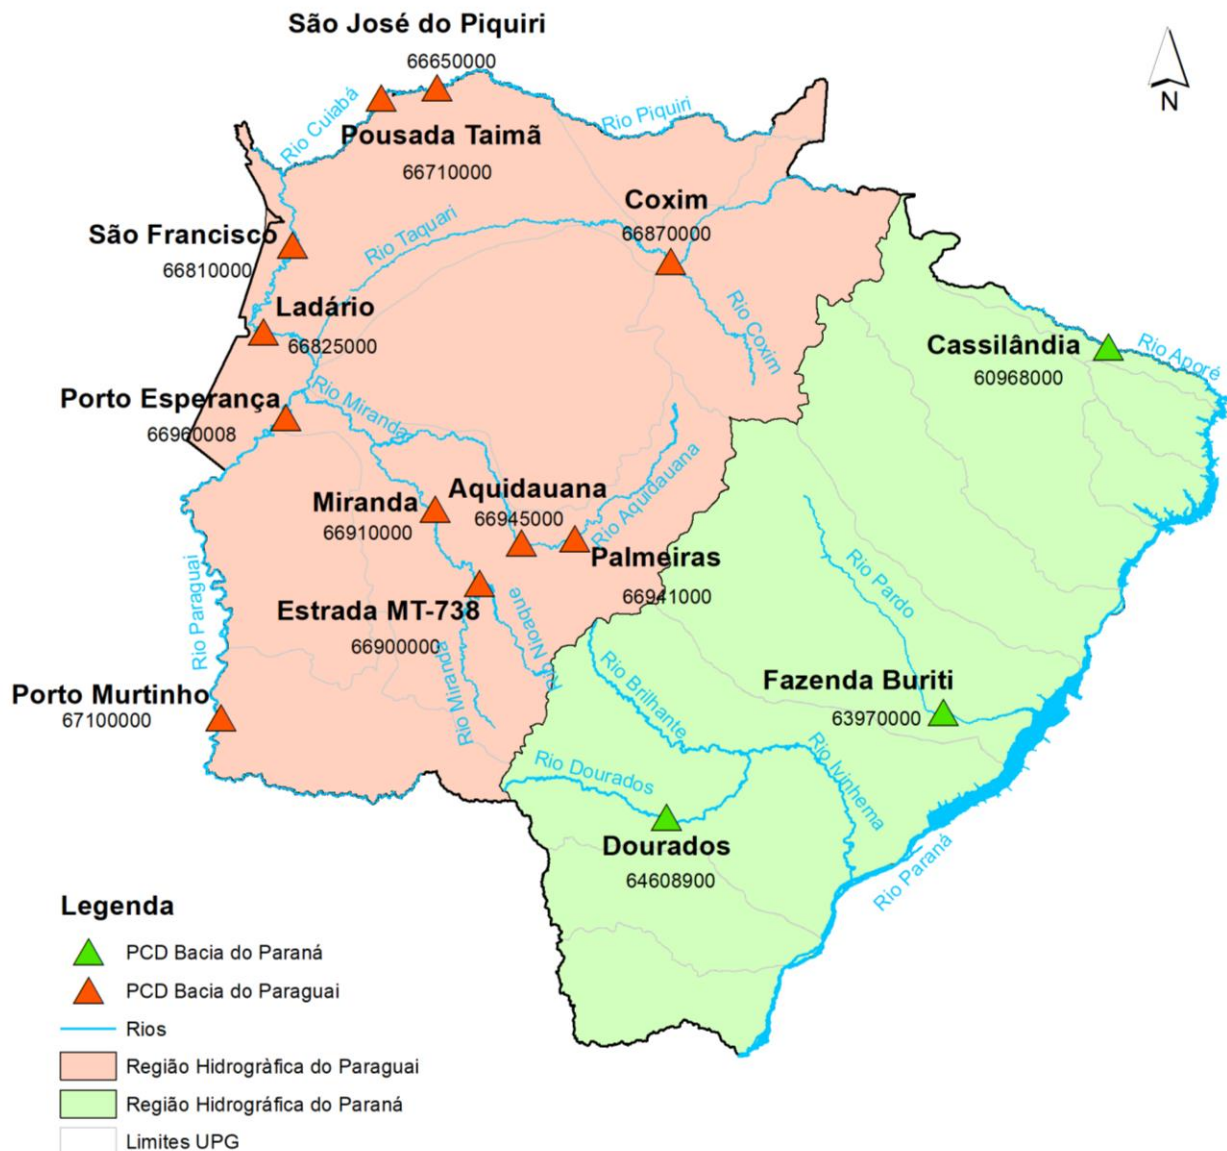 São José do Piquiri
66650000
N
Rio Cuiabá
Rio Piquiri
Pousada Taimã
66710000
Coxim
66870000
São Francisco
66810000
Rio Taquari
Ladário
66825000
Rio Coxim
Cassilândia
60968000
Rio Aporé
Porto Esperança
66960008
Rio Miranda
Miranda
66910000
Aquidauana
66945000
Rio Aquidauana
Palmeiras
66941000
Rio Paraguai
Estrada MT-738
66900000
Rio Nioaque
Rio Miranda
Rio Pardo
Rio Brilhante
Fazenda Buriti
63970000
Porto Murtinho
67100000
Rio Dourados
Rio Ivinhema
Dourados
64608900
Rio Paraná
Legenda
PCD Bacia do Paraná
PCD Bacia do Paraguai
Rios
Região Hidrogràfica do Paraguai
Região Hidrográfica do Paraná
Limites UPG